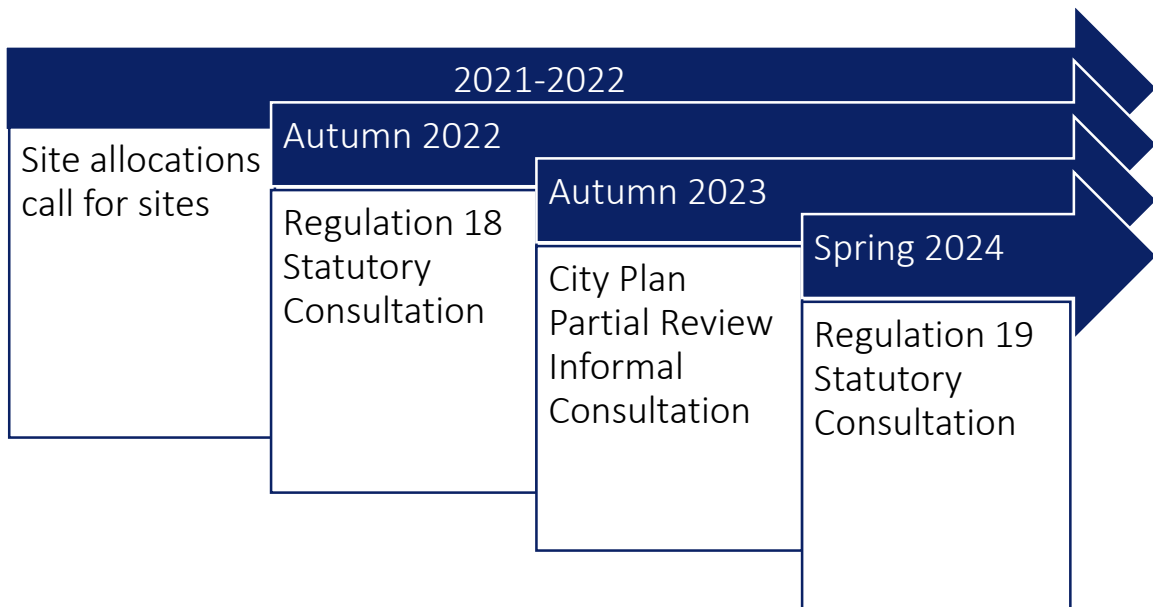 2021-2022
Site allocations
call for sites
Autumn 2022
Regulation 18
Statutory
Consultation
Autumn 2023
City Plan
Partial Review
Informal
Consultation
Spring 2024
Regulation 19
Statutory
Consultation